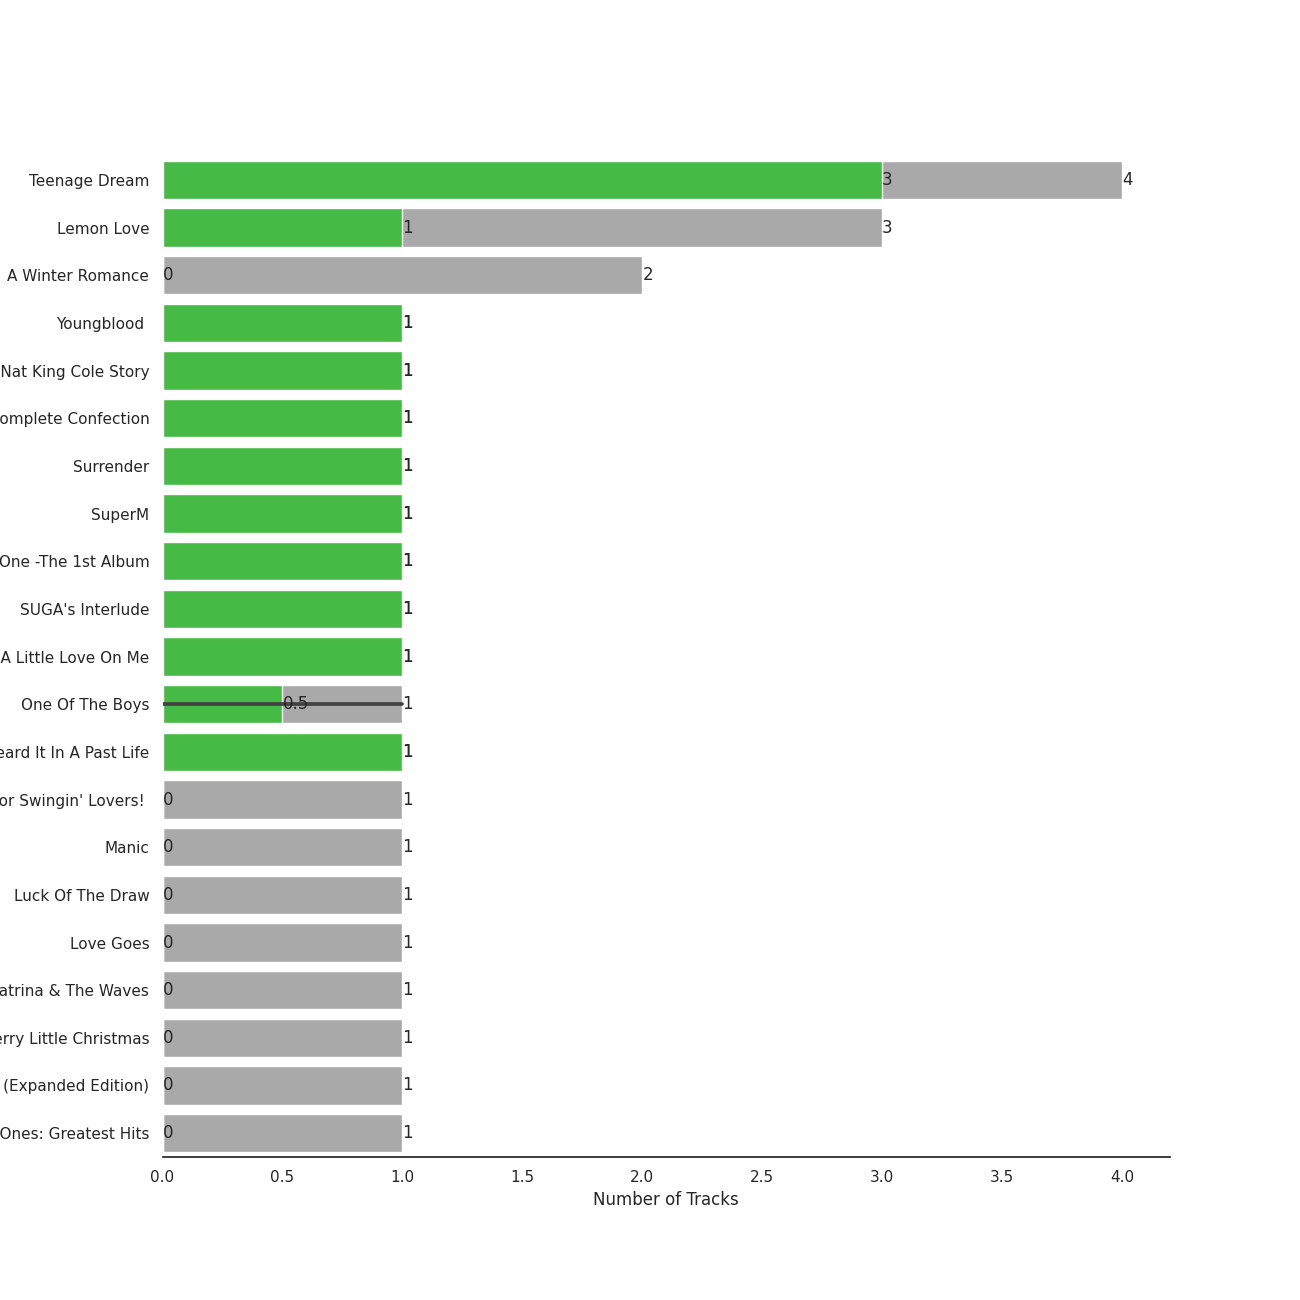 Teenage Dream 3 4
Lemon Love 1 3
A Winter Romance 0 2
Youngblood 1
Nat King Cole Story 1
omplete Confection 1
Surrender 1
SuperM 1
One -The 1st Album 1
SUGA's Interlude 1
A Little Love On Me 1
One Of The Boys 0.5 1
eard It In A Past Life 1
or Swingin' Lovers! 0 1
Manic 0 1
Luck Of The Draw 0 1
Love Goes 0 1
atrina & The Waves 0 1
erry Little Christmas 0 1
(Expanded Edition) 0 1
Ones: Greatest Hits 0 1
0.0 0.5 1.0 1.5 2.0 2.5 3.0 3.5 4.0
Number of Tracks